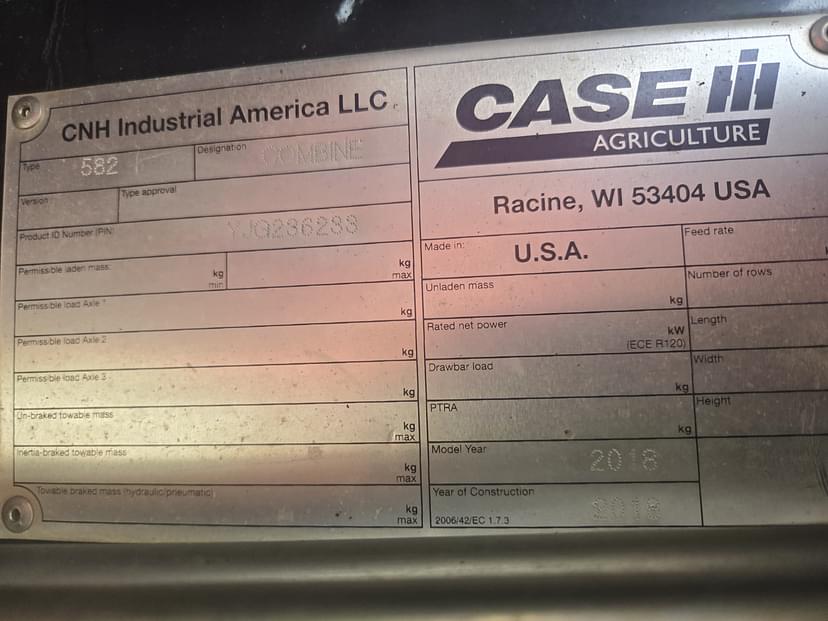 CNH Industrial America LLC
Type 582
Designation COMBINE
Version
Type approval
Product ID Number (PIN) YJG236233
Permissible laden mass kg min kg max
Permissible load Axle 1 kg
Permissible load Axle 2 kg
Permissible load Axle 3 kg
Un-braked towable mass kg max
Inertia-braked towable mass kg max
Towable braked mass (hydraulic/pneumatic) kg max
CASE IH
AGRICULTURE
Racine, WI 53404 USA
Made in: U.S.A.
Feed rate
Unladen mass kg
Number of rows
Rated net power kW (ECE R120)
Length
Drawbar load kg
Width
PTRA kg
Height
Model Year 2018
Year of Construction 2018
2006/42/EC 1.7.3